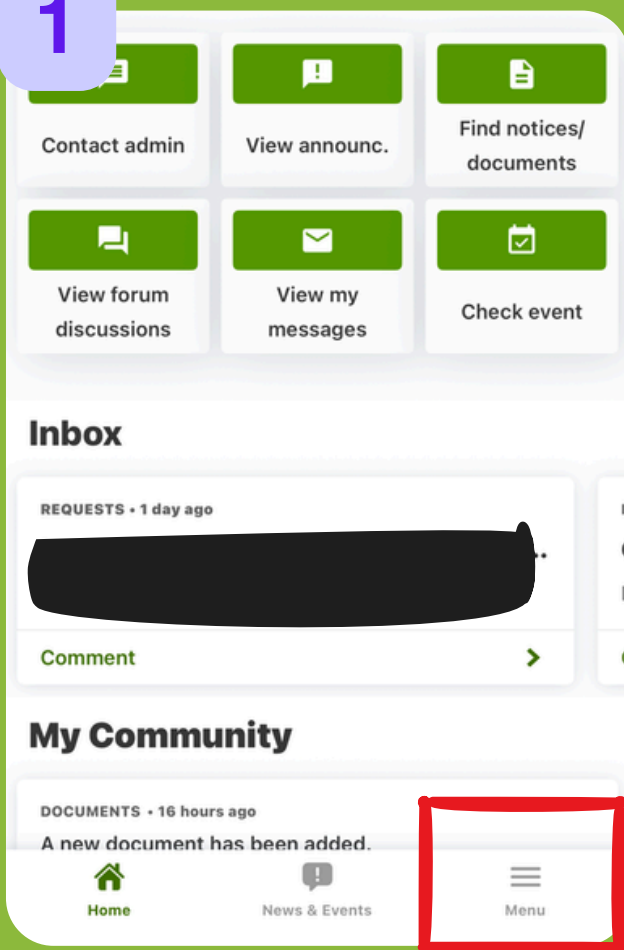 1
Contact admin
View announc.
Find notices/
documents
View forum
discussions
View my
messages
Check event
Inbox
REQUESTS • 1 day ago
..
Comment
My Community
DOCUMENTS • 16 hours ago
A new document has been added.
Home
News & Events
Menu